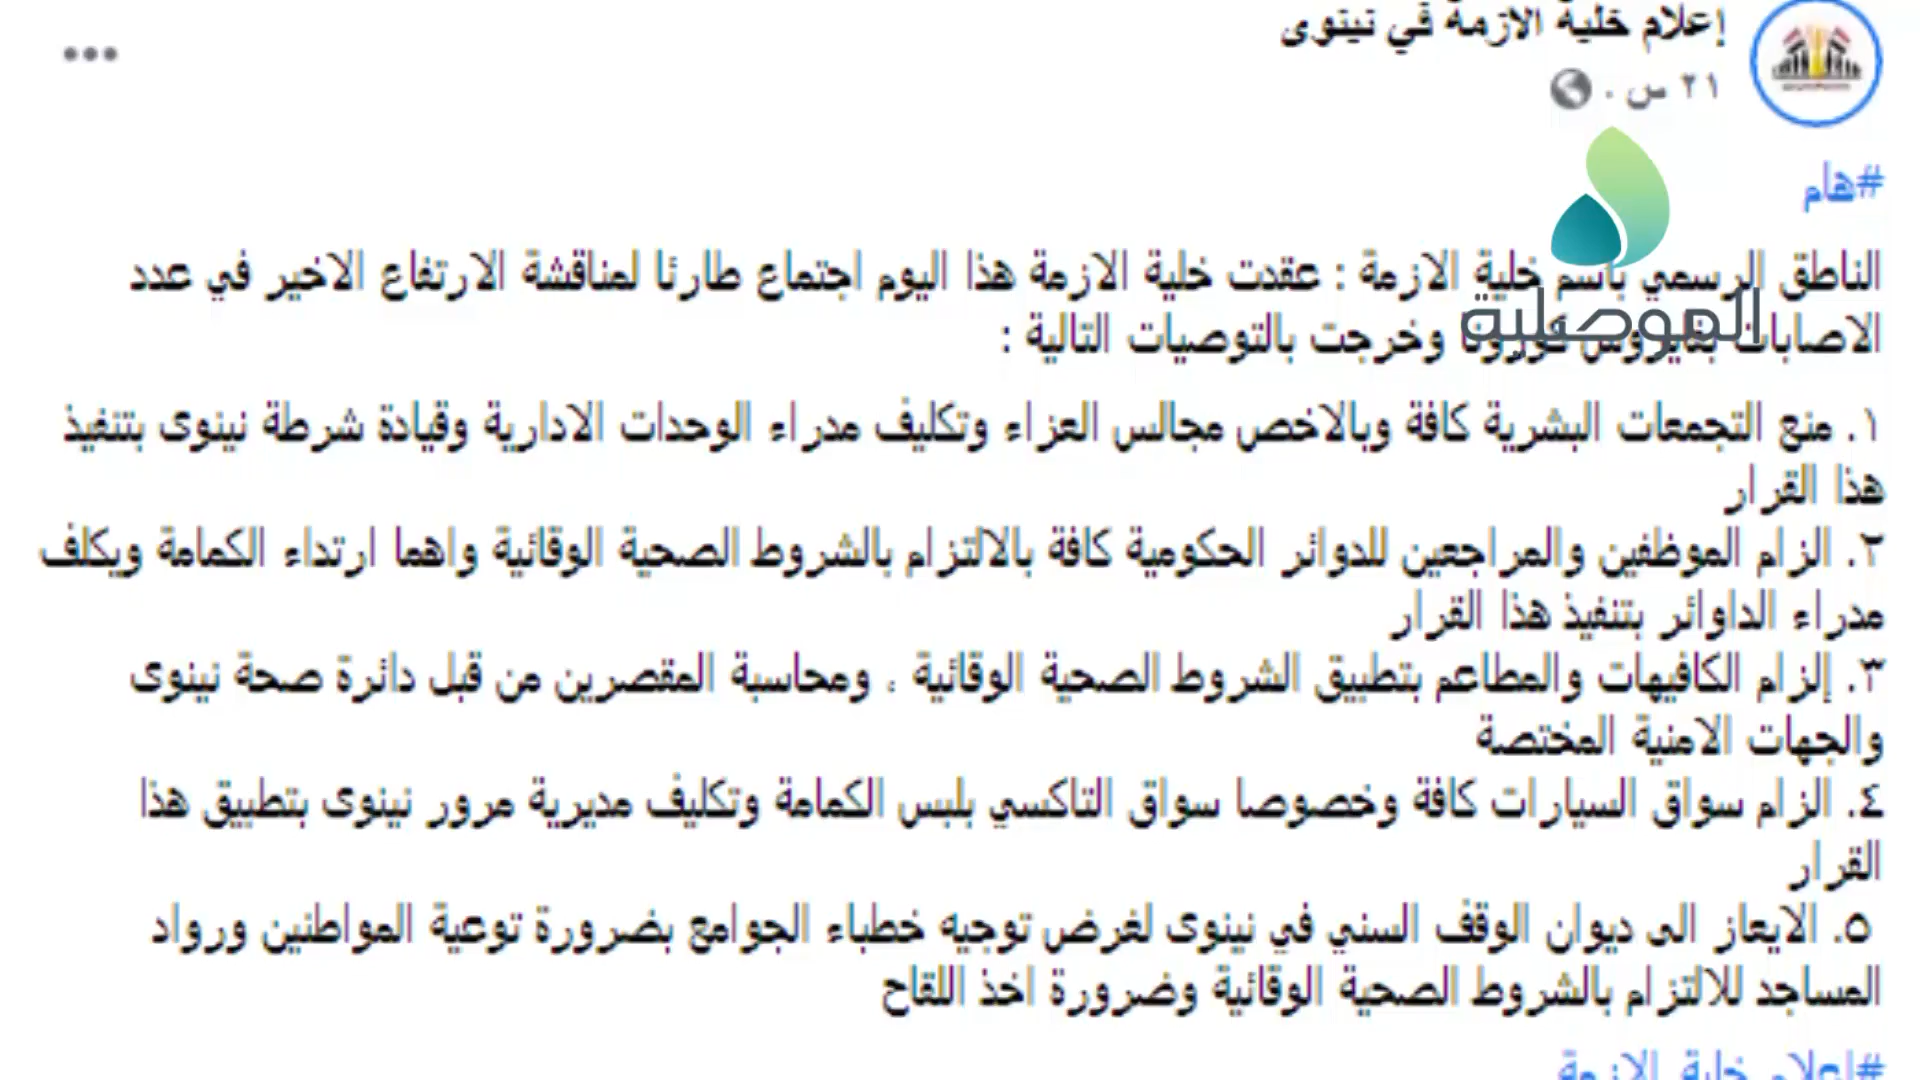 إعلام خلية الازمة في نينوى
٢١ س .
#هام
الناطق الرسمي باسم خلية الازمة : عقدت خلية الازمة هذا اليوم اجتماع طارئا لمناقشة الارتفاع الاخير في عدد
الاصابات بفايروس كورونا وخرجت بالتوصيات التالية :
الموصلية
١. منع التجمعات البشرية كافة وبالاخص مجالس العزاء وتكليف مدراء الوحدات الادارية وقيادة شرطة نينوى بتنفيذ
هذا القرار
٢. الزام الموظفين والمراجعين للدوائر الحكومية كافة بالالتزام بالشروط الصحية الوقائية واهما ارتداء الكمامة ويكلف
مدراء الداوائر بتنفيذ هذا القرار
٣. إلزام الكافيهات والمطاعم بتطبيق الشروط الصحية الوقائية . ومحاسبة المقصرين من قبل دائرة صحة نينوى
والجهات الامنية المختصة
٤. الزام سواق السيارات كافة وخصوصا سواق التاكسي بلبس الكمامة وتكليف مديرية مرور نينوى بتطبيق هذا
القرار
٥. الايعاز الى ديوان الوقف السني في نينوى لغرض توجيه خطباء الجوامع بضرورة توعية المواطنين ورواد
المساجد للالتزام بالشروط الصحية الوقائية وضرورة اخذ اللقاح
#اعلام_خلية_الازمة